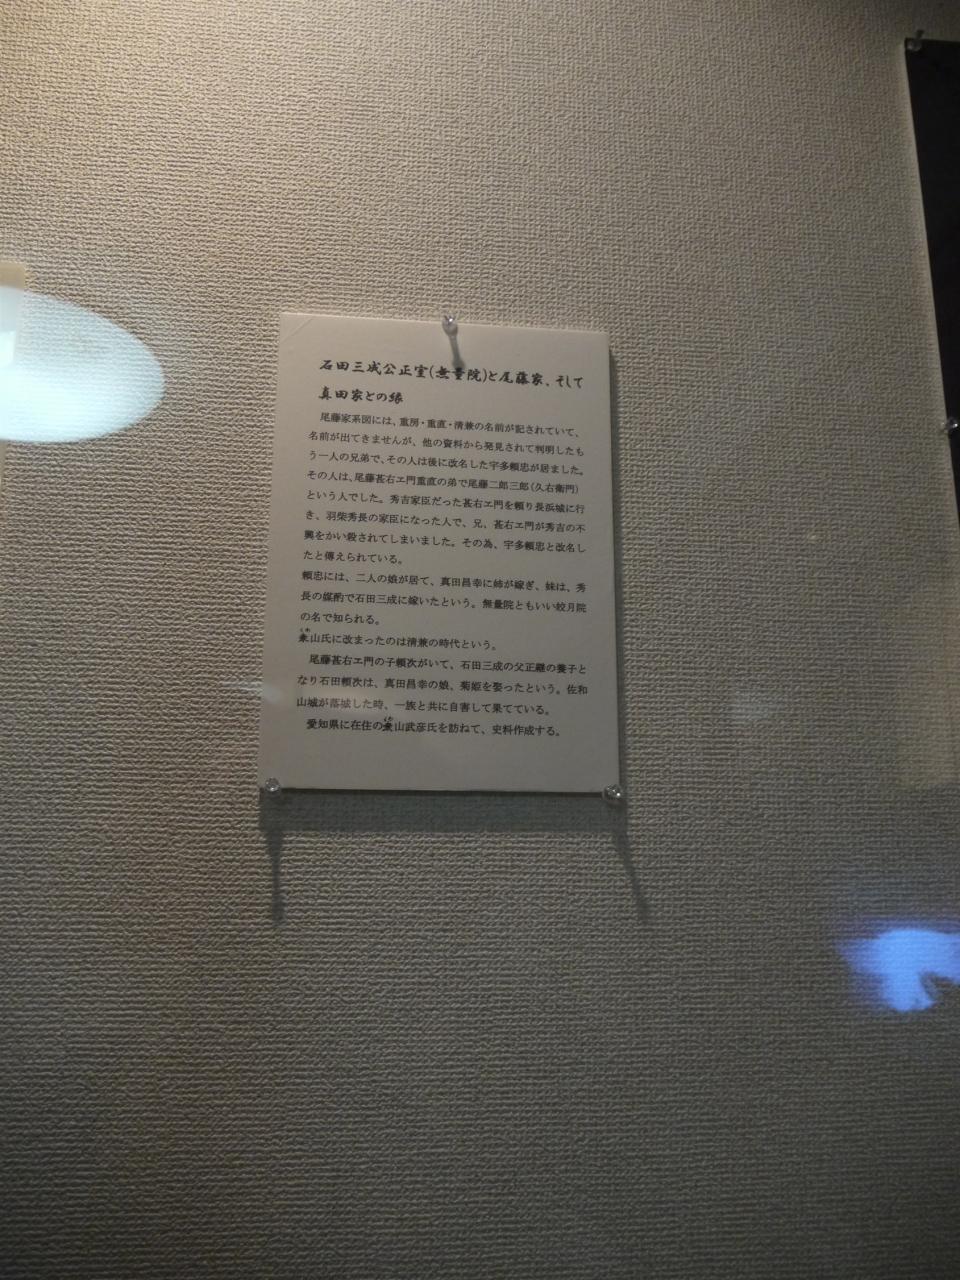 石田三成公正室(無量院)と尾藤家、そして
真田家との縁
尾藤家系図には、重房・重直・清兼の名前が記されていて、
名前が出てきませんが、他の資料から発見されて判明したも
う一人の兄弟で、その人は後に改名した宇多頼忠が居ました。
その人は、尾藤甚右ヱ門重直の弟で尾藤二郎三郎(久右衛門)
という人でした。秀吉家臣だった甚右ヱ門を頼り長浜城に行
き、羽柴秀長の家臣になった人で、兄、甚右ヱ門が秀吉の不
興をかい殺されてしまいました。その為、宇多頼忠と改名し
たと傳えられている。
頼忠には、二人の娘が居て、真田昌幸に姉が嫁ぎ、妹は、秀
長の媒酌で石田三成に嫁いたという。無量院ともいい皎月院
の名で知られる。
山氏に改まったのは清兼の時代という。
尾藤甚右ヱ門の子頼次がいて、石田三成の父正継の養子と
なり石田頼次は、真田昌幸の娘、菊姫を娶ったという。佐和
山城が落城した時、一族と共に自害して果てている。
愛知県に在住の山武彦氏を訪ねて、史料作成する。